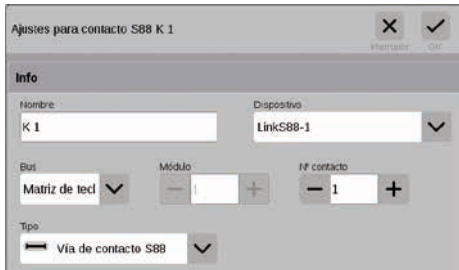 Ajustes para contacto S88 K 1
Interrumpir OK
Info
Nombre Dispositivo
K 1 LinkS88-1
Bus Módulo Nº contacto
Matriz de tecl 1 1
Tipo
Vía de contacto S88